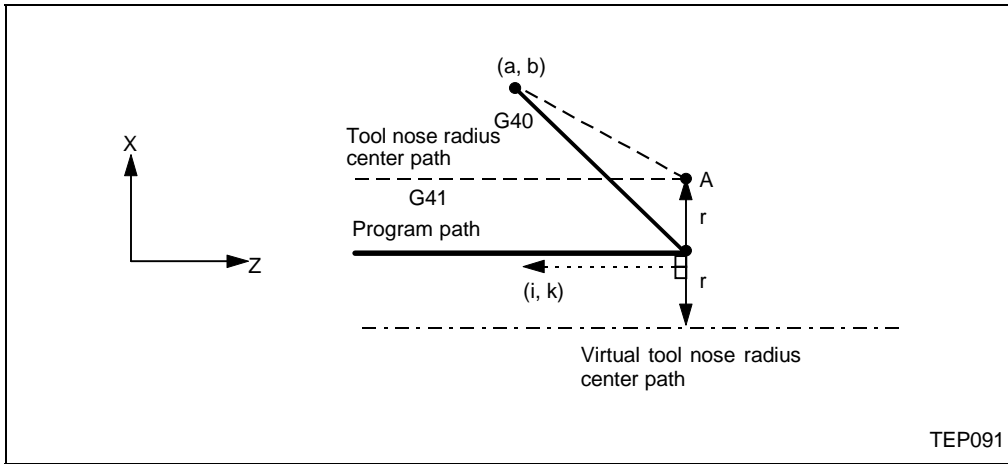 (a, b)
G40
Tool nose radius
center path
X
A
G41
r
Program path
Z
(i, k)
r
Virtual tool nose radius
center path
TEP091